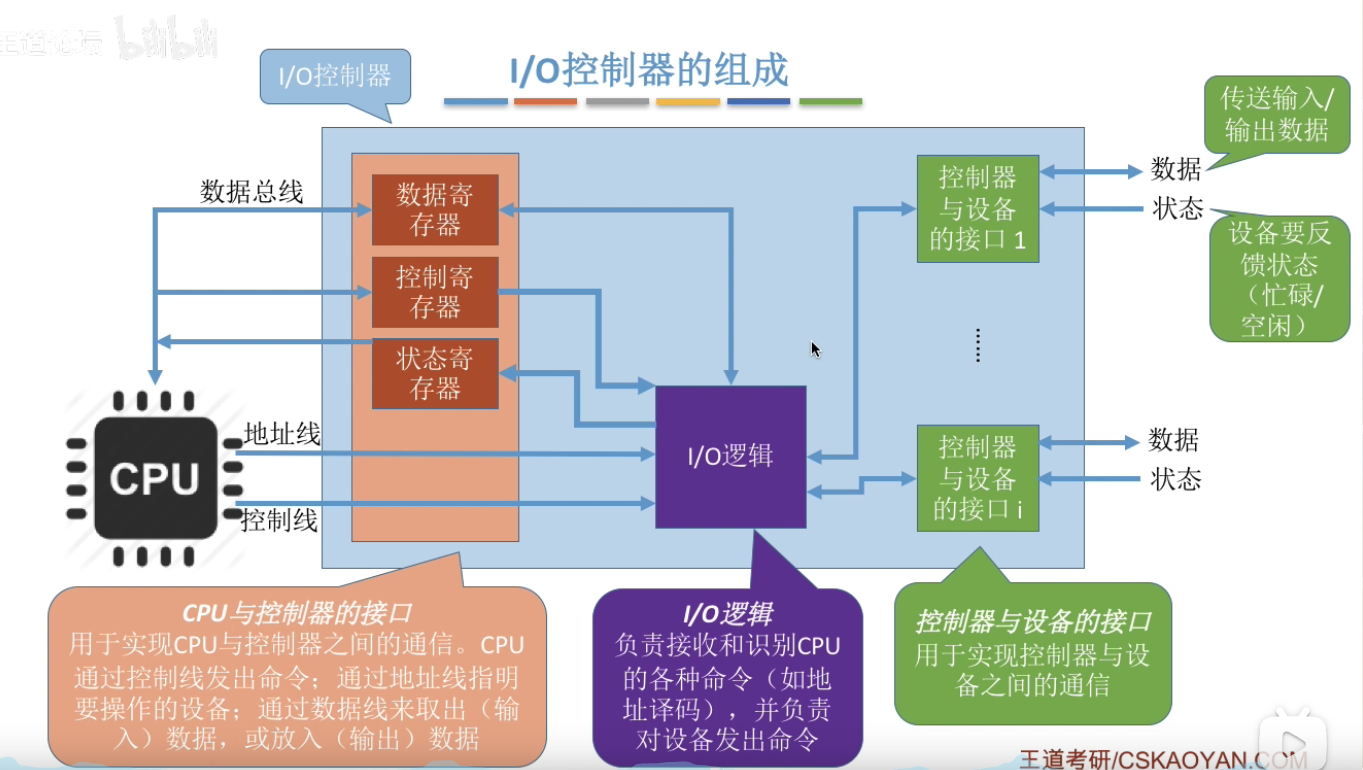 王道论坛 bilibili
I/O控制器
I/O控制器的组成
传送输入/
输出数据
数据总线
数据寄
存器
控制器
与设备
的接口 1
数据
状态
控制寄
存器
设备要反
馈状态
（忙碌/
空闲）
状态寄
存器
地址线
CPU
I/O逻辑
控制器
与设备
的接口 i
数据
状态
控制线
CPU与控制器的接口
用于实现CPU与控制器之间的通信。CPU
通过控制线发出命令；通过地址线指明
要操作的设备；通过数据线来取出（输
入）数据，或放入（输出）数据
I/O逻辑
负责接收和识别CPU
的各种命令（如地
址译码），并负责
对设备发出命令
控制器与设备的接口
用于实现控制器与设
备之间的通信
王道考研/CSKAOYAN.COM